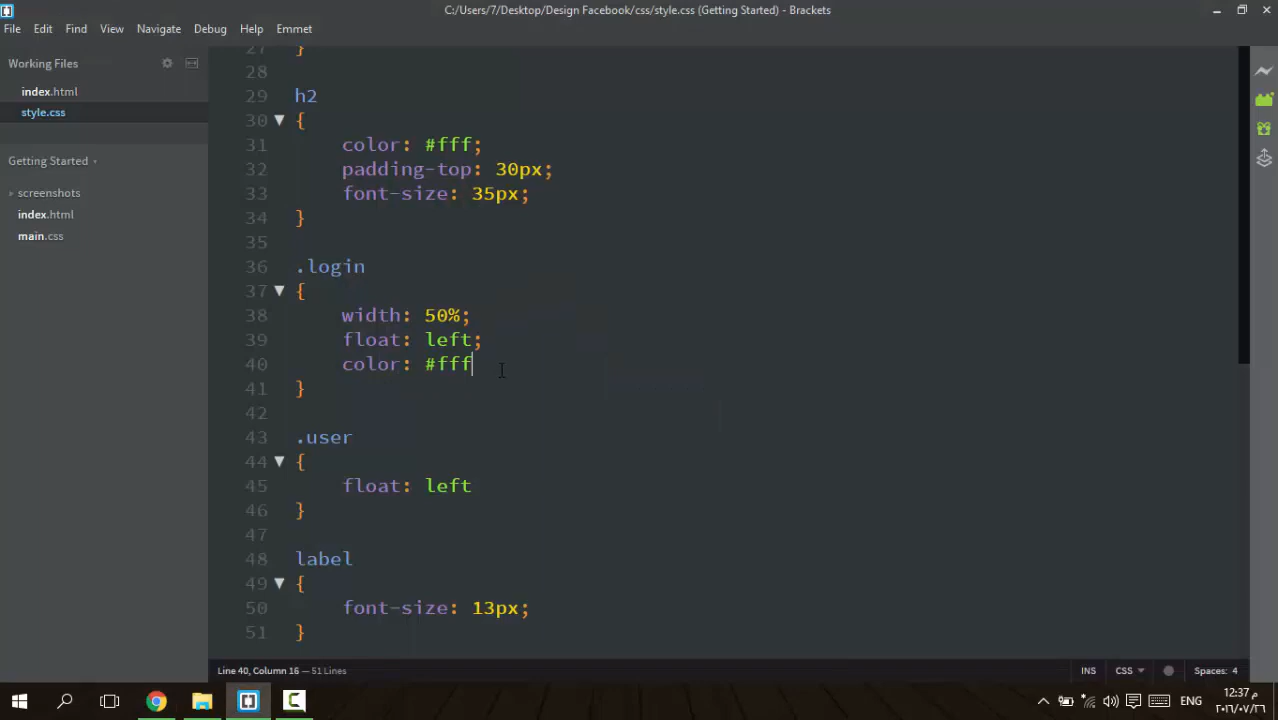 C:/Users/7/Desktop/Design Facebook/css/style.css (Getting Started) - Brackets
File Edit Find View Navigate Debug Help Emmet
Working Files
index.html
style.css
Getting Started
screenshots
index.html
main.css
27 }
28
29 h2
30 {
31 color: #fff;
32 padding-top: 30px;
33 font-size: 35px;
34 }
35
36 .login
37 {
38 width: 50%;
39 float: left;
40 color: #fff
41 }
42
43 .user
44 {
45 float: left
46 }
47
48 label
49 {
50 font-size: 13px;
51 }
Line 40, Column 16 — 51 Lines
INS CSS Spaces: 4
ENG
12:37 م
٢٠١٦/٠٧/٢٦